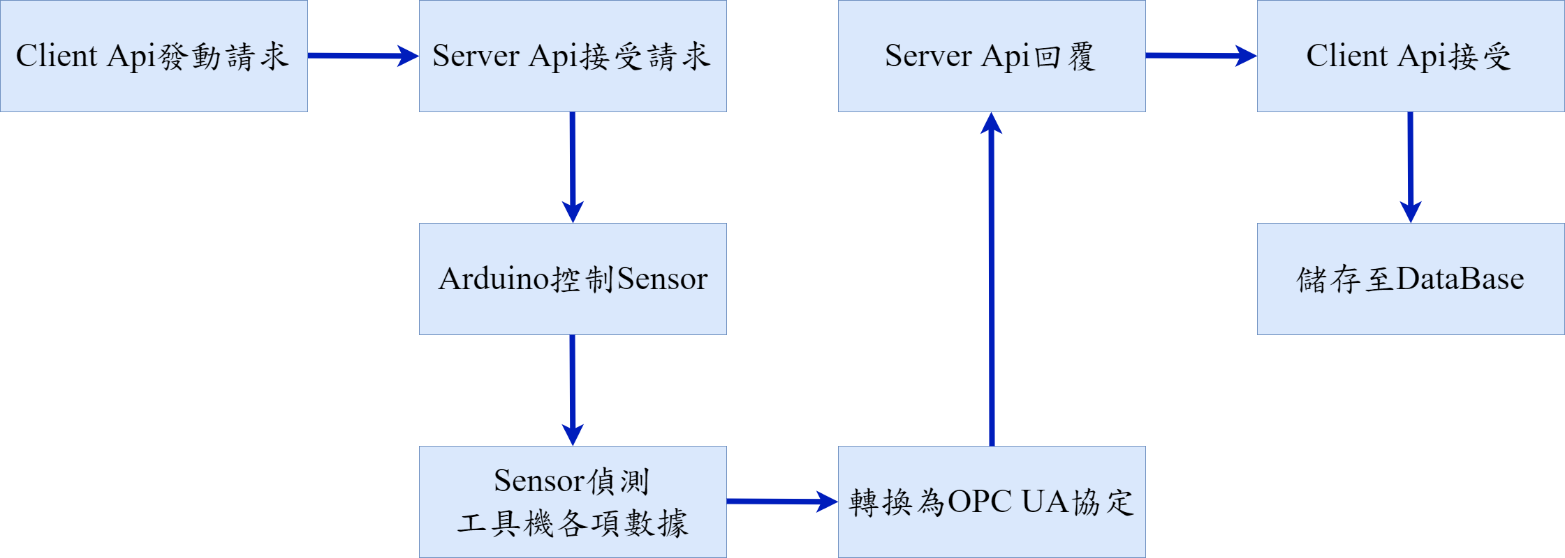 Client Api發動請求
Server Api接受請求
Server Api回覆
Client Api接受
Arduino控制Sensor
儲存至DataBase
Sensor偵測
工具機各項數據
轉換為OPC UA協定